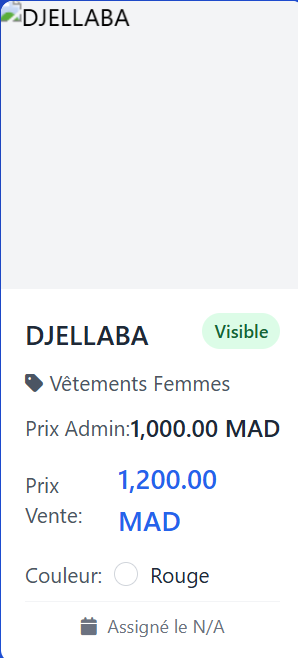 DJELLABA
DJELLABA
Visible
Vêtements Femmes
Prix Admin:1,000.00 MAD
Prix Vente:
1,200.00 MAD
Couleur: Rouge
Assigné le N/A